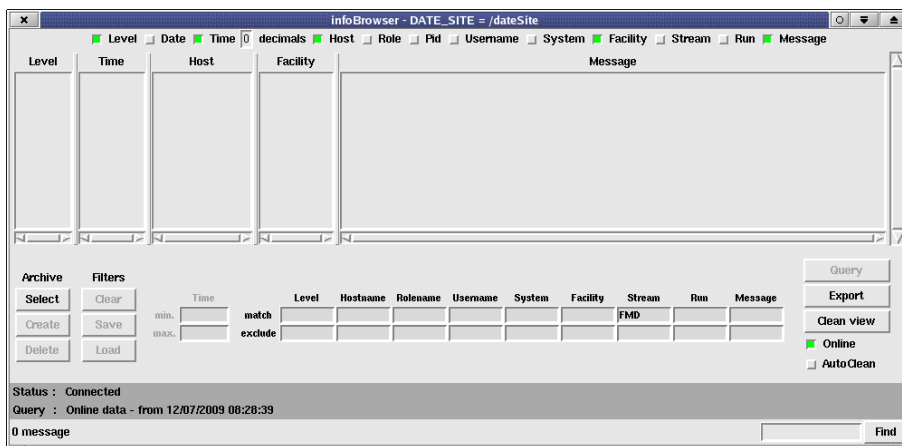 infoBrowser - DATE_SITE = /dateSite
Level Date Time 0 decimals Host Role Pid Username System Facility Stream Run Message
Level Time Host Facility Message
Archive Filters Query
Select Clear Time Level Hostname Rolename Username System Facility Stream Run Message Export
Create Save min. match FMD Clean view
max. exclude Online
Delete Load AutoClean
Status : Connected
Query : Online data - from 12/07/2009 08:28:39
0 message Find